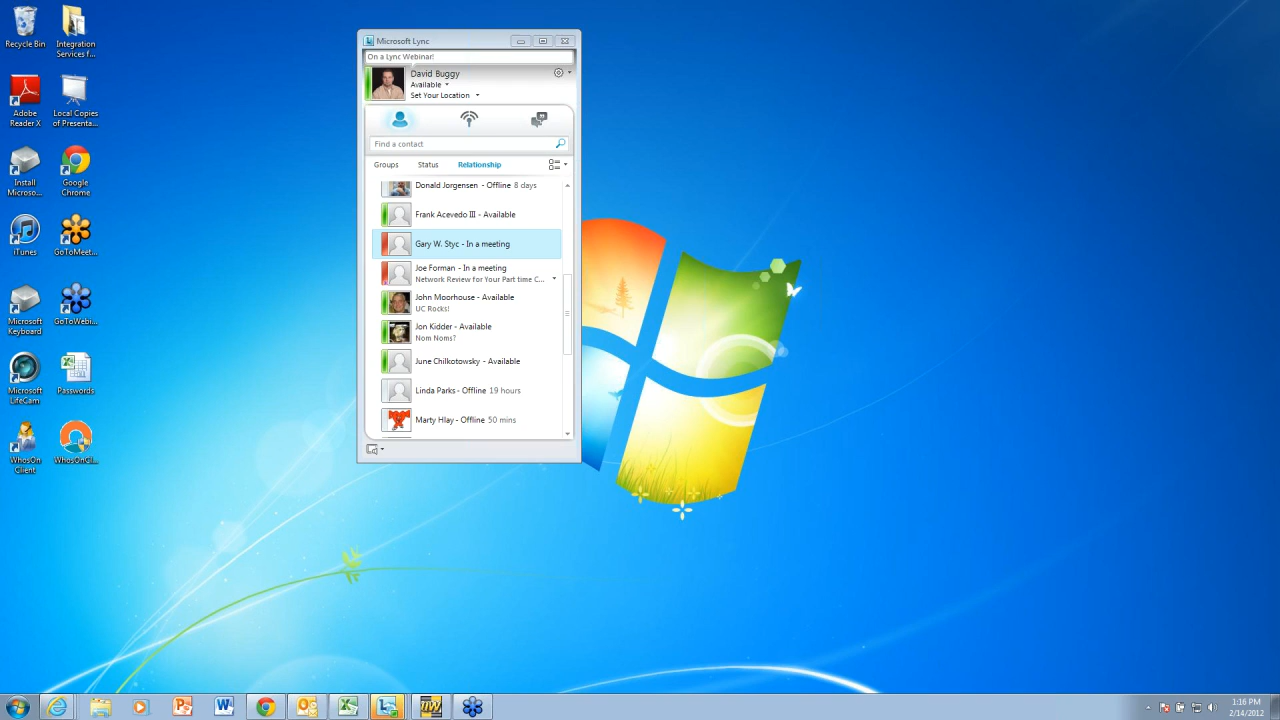 Recycle Bin
Integration
Services f...
Adobe
Reader X
Local Copies
of Presenta...
Install
Microso...
Google
Chrome
iTunes
GoToMeet...
Microsoft
Keyboard
GoToWebi...
Microsoft
LifeCam
Passwords
WhosOn
Client
WhosOnCl...
Microsoft Lync
On a Lync Webinar!
David Buggy
Available
Set Your Location
Find a contact
Groups Status Relationship
Donald Jorgensen - Offline 8 days
Frank Acevedo III - Available
Gary W. Styc - In a meeting
Joe Forman - In a meeting
Network Review for Your Part time C...
John Moorhouse - Available
UC Rocks!
Jon Kidder - Available
Nom Noms?
June Chilkotowsky - Available
Linda Parks - Offline 19 hours
Marty Hlay - Offline 50 mins
1:16 PM
2/14/2012